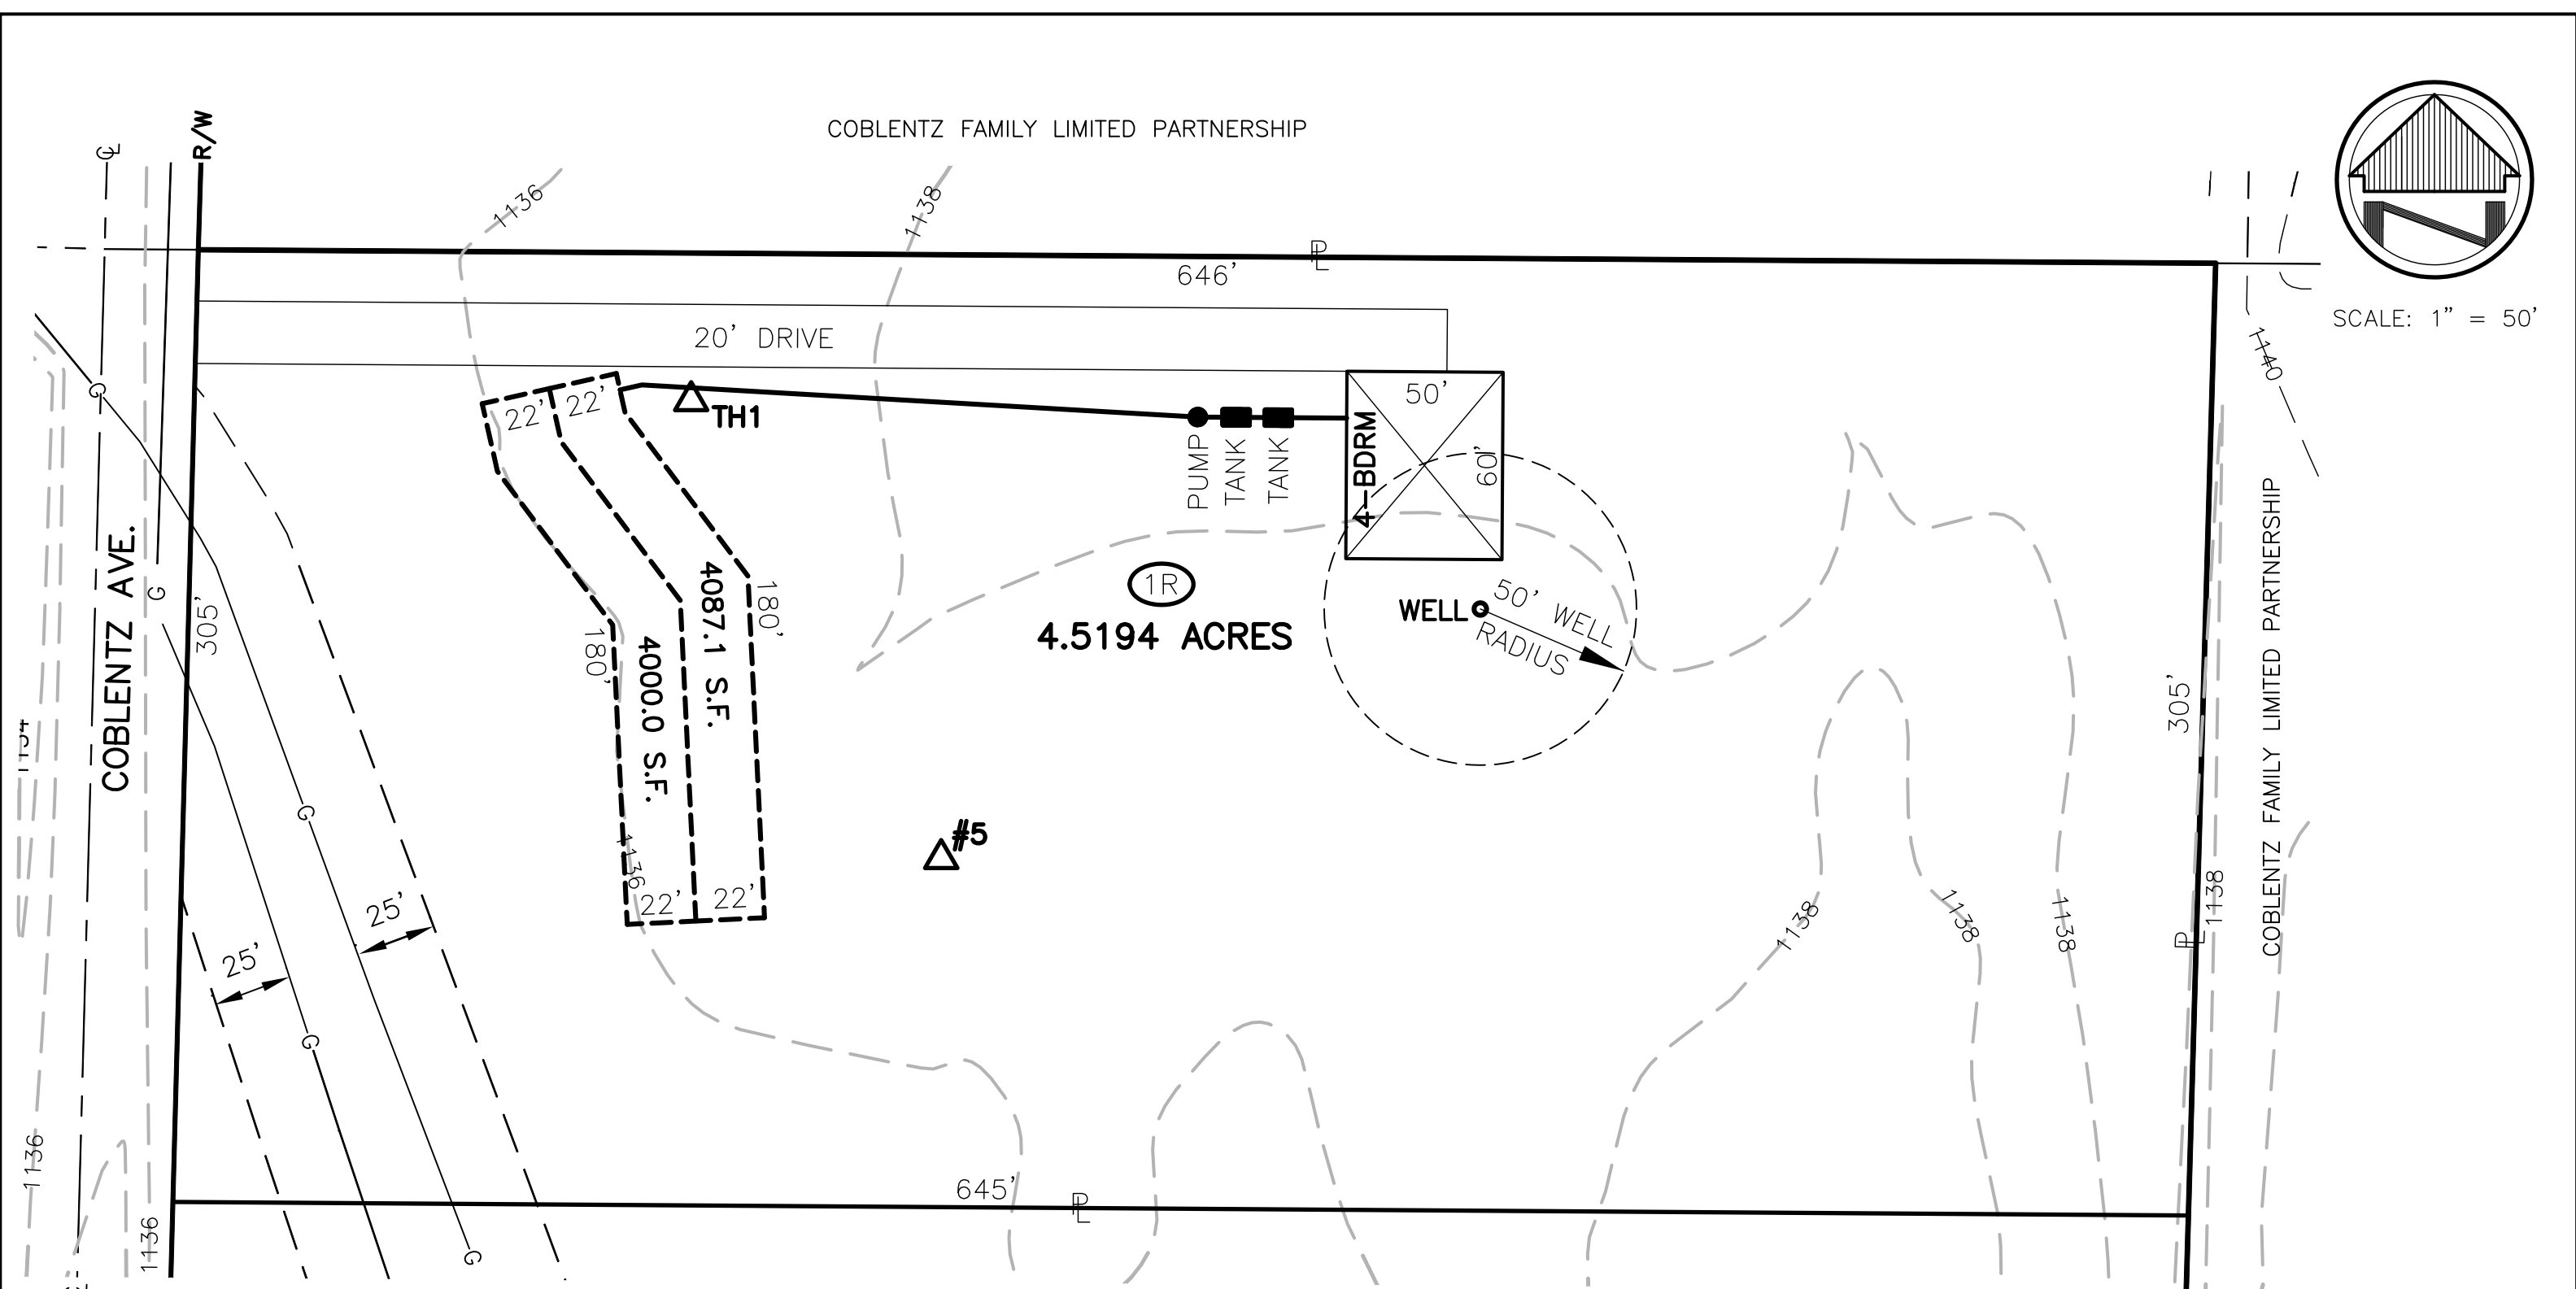 COBLENTZ FAMILY LIMITED PARTNERSHIP
R/W
1136
1138
646'
SCALE: 1" = 50'
20' DRIVE
1140
G
22'
22'
TH1
50'
60'
4-BDRM
PUMP
TANK
TANK
COBLENTZ AVE.
G
305'
180'
180'
4087.1 S.F.
4000.0 S.F.
1R
4.5194 ACRES
WELL
50' WELL
RADIUS
305'
COBLENTZ FAMILY LIMITED PARTNERSHIP
G
#5
1136
22'
22'
25'
25'
1138
1138
1138
1138
G
1136
1136
645'
G